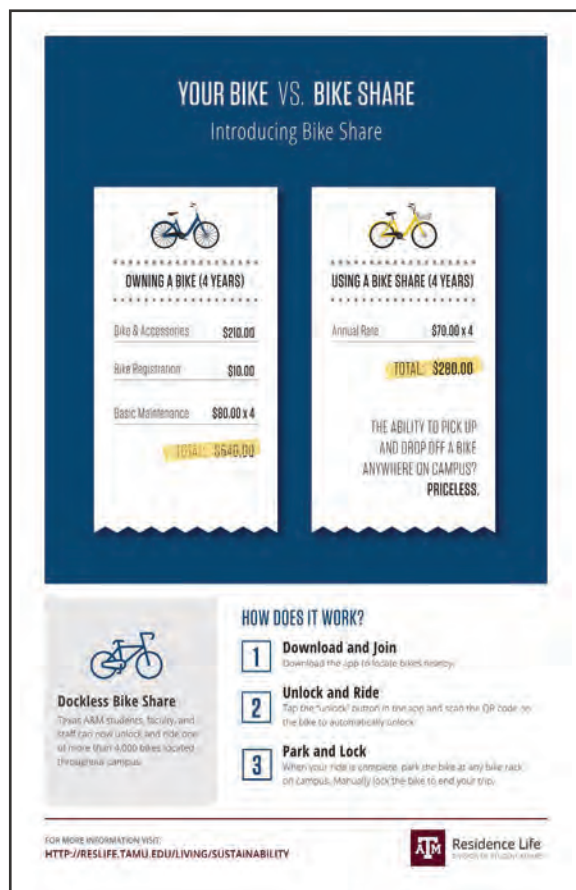 YOUR BIKE VS. BIKE SHARE
Introducing Bike Share
OWNING A BIKE (4 YEARS)
Bike & Accessories $210.00
Bike Registration $10.00
Basic Maintenance $80.00 x 4
TOTAL: $540.00
USING A BIKE SHARE (4 YEARS)
Annual Rate $70.00 x 4
TOTAL: $280.00
THE ABILITY TO PICK UP
AND DROP OFF A BIKE
ANYWHERE ON CAMPUS?
PRICELESS.
Dockless Bike Share
Texas A&M students, faculty, and
staff can now unlock and ride one
of more than 4,000 bikes located
throughout campus.
HOW DOES IT WORK?
1 Download and Join
Download the app to locate bikes nearby.
2 Unlock and Ride
Tap the "unlock" button in the app and scan the QR code on
the bike to automatically unlock.
3 Park and Lock
When your ride is complete, park the bike at any bike rack
on campus. Manually lock the bike to end your trip.
FOR MORE INFORMATION VISIT:
HTTP://RESLIFE.TAMU.EDU/LIVING/SUSTAINABILITY
ATM Residence Life
DIVISION OF STUDENT AFFAIRS